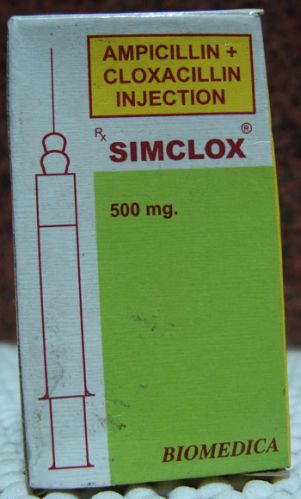 AMPICILLIN +
CLOXACILLIN
INJECTION
Rx SIMCLOX ®
500 mg.
BIOMEDICA